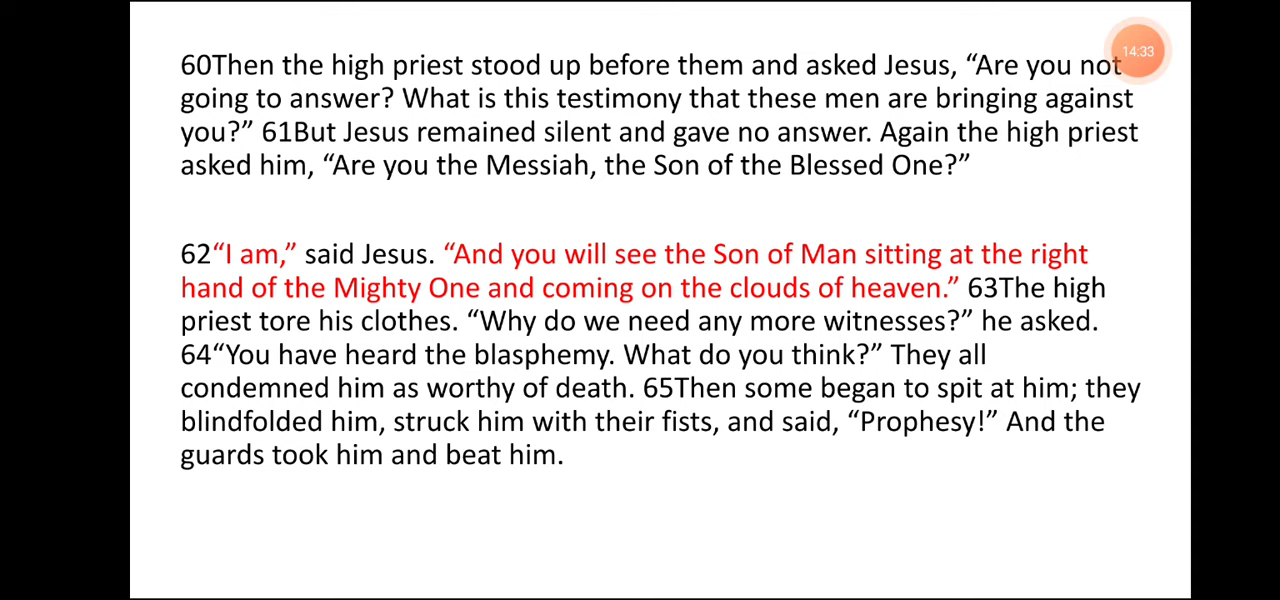 14:33
60Then the high priest stood up before them and asked Jesus, “Are you not
going to answer? What is this testimony that these men are bringing against
you?” 61But Jesus remained silent and gave no answer. Again the high priest
asked him, “Are you the Messiah, the Son of the Blessed One?”
62“I am,” said Jesus. “And you will see the Son of Man sitting at the right
hand of the Mighty One and coming on the clouds of heaven.” 63The high
priest tore his clothes. “Why do we need any more witnesses?” he asked.
64“You have heard the blasphemy. What do you think?” They all
condemned him as worthy of death. 65Then some began to spit at him; they
blindfolded him, struck him with their fists, and said, “Prophesy!” And the
guards took him and beat him.